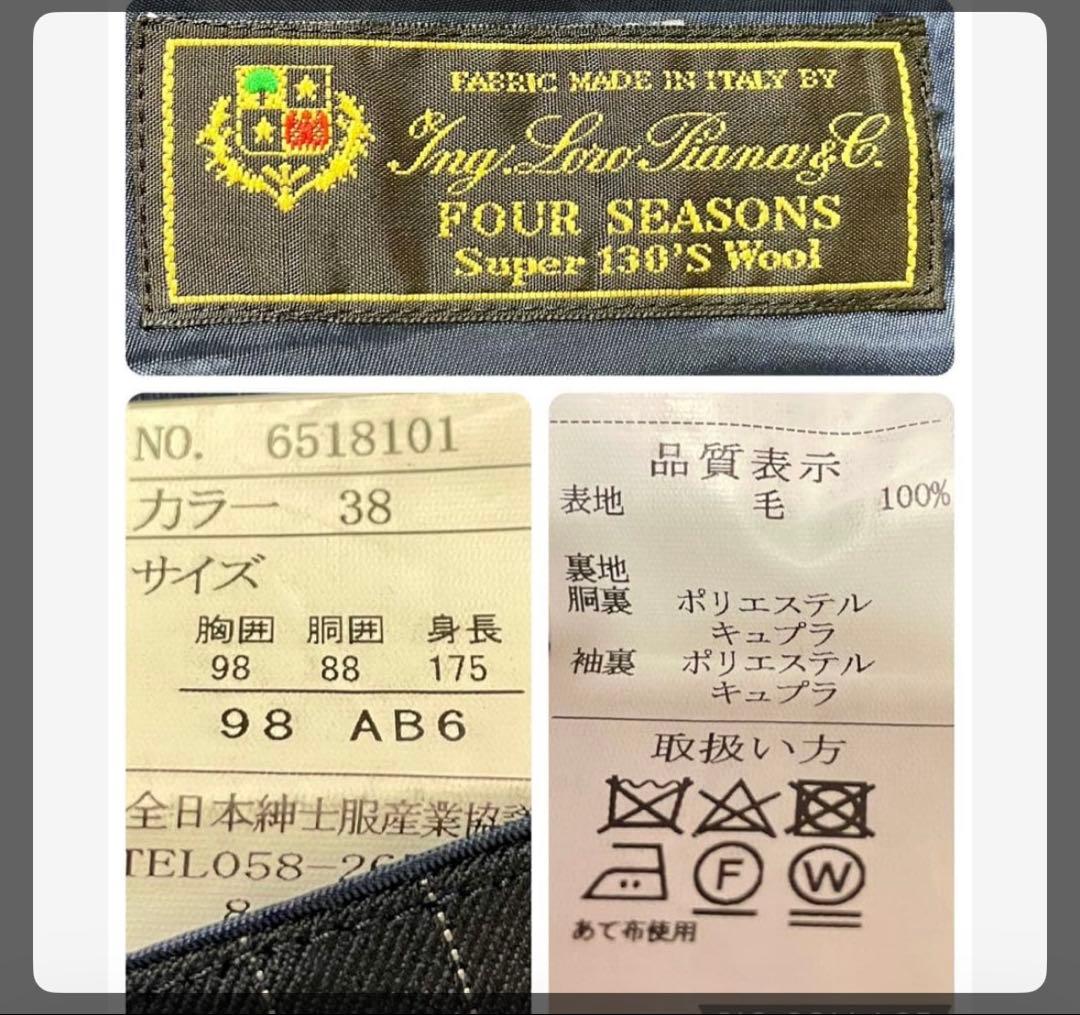 FABRIC MADE IN ITALY BY
Ing. Loro Piana & C.
FOUR SEASONS
Super 130'S Wool
NO. 6518101
カラー 38
サイズ
胸囲 胴囲 身長
98 88 175
98 AB6
全日本紳士服産業協
TEL058-26
8
品質表示
表地 毛 100%
裏地
胴裏 ポリエステル
キュプラ
袖裏 ポリエステル
キュプラ
取扱い方
F W
あて布使用